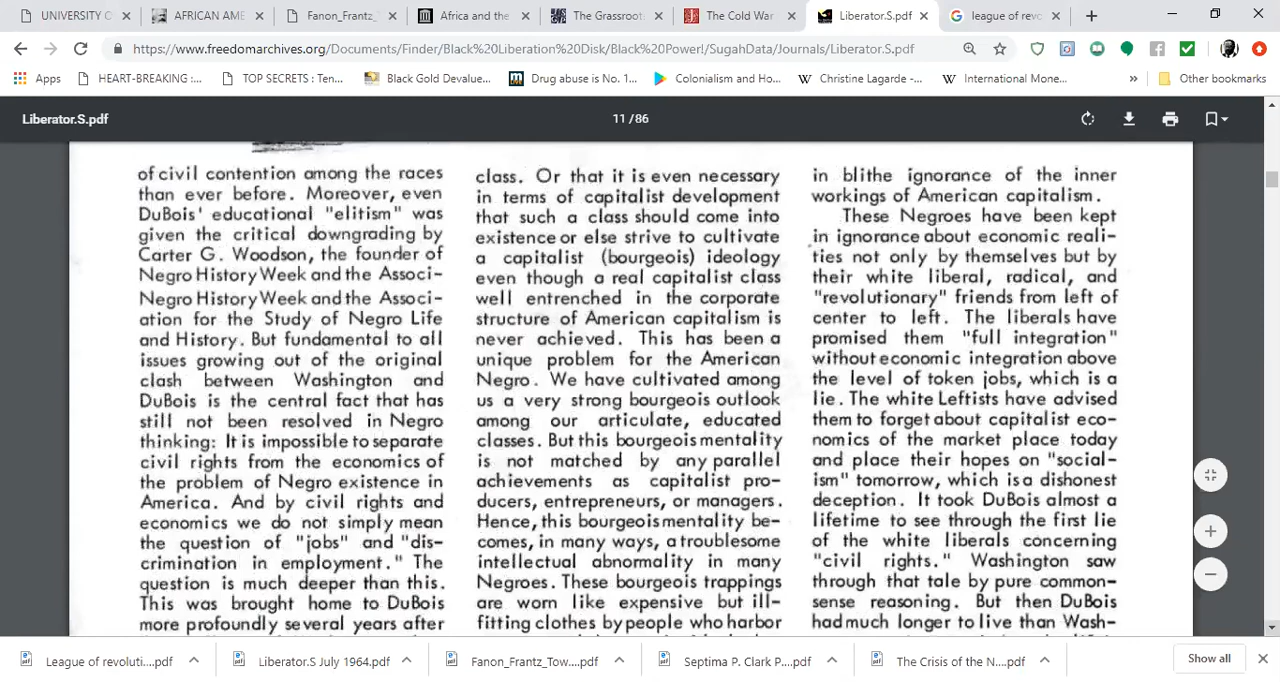 UNIVERSITY O
AFRICAN AME
Fanon_Frantz_
Africa and the
The Grassroots
The Cold War
Liberator.S.pdf
league of revo
https://www.freedomarchives.org/Documents/Finder/Black%20Liberation%20Disk/Black%20Power!/SugahData/Journals/Liberator.S.pdf
Apps
HEART-BREAKING :...
TOP SECRETS : Ten...
Black Gold Devalue...
Drug abuse is No. 1...
Colonialism and Ho...
Christine Lagarde -...
International Mone...
»
Other bookmarks
Liberator.S.pdf
11 / 86
of civil contention among the races
than ever before. Moreover, even
DuBois' educational "elitism" was
given the critical downgrading by
Carter G. Woodson, the founder of
Negro History Week and the Associ-
Negro History Week and the Associ-
ation for the Study of Negro Life
and History. But fundamental to all
issues growing out of the original
clash between Washington and
DuBois is the central fact that has
still not been resolved in Negro
thinking: It is impossible to separate
civil rights from the economics of
the problem of Negro existence in
America. And by civil rights and
economics we do not simply mean
the question of "jobs" and "dis-
crimination in employment." The
question is much deeper than this.
This was brought home to DuBois
more profoundly several years after
class. Or that it is even necessary
in terms of capitalist development
that such a class should come into
existence or else strive to cultivate
a capitalist (bourgeois) ideology
even though a real capitalist class
well entrenched in the corporate
structure of American capitalism is
never achieved. This has been a
unique problem for the American
Negro. We have cultivated among
us a very strong bourgeois outlook
among our articulate, educated
classes. But this bourgeois mentality
is not matched by any parallel
achievements as capitalist pro-
ducers, entrepreneurs, or managers.
Hence, this bourgeois mentality be-
comes, in many ways, a troublesome
intellectual abnormality in many
Negroes. These bourgeois trappings
are worn like expensive but ill-
fitting clothes by people who harbor
in blithe ignorance of the inner
workings of American capitalism.
These Negroes have been kept
in ignorance about economic reali-
ties not only by themselves but by
their white liberal, radical, and
"revolutionary" friends from left of
center to left. The liberals have
promised them "full integration"
without economic integration above
the level of token jobs, which is a
lie. The white Leftists have advised
them to forget about capitalist eco-
nomics of the market place today
and place their hopes on "social-
ism" tomorrow, which is a dishonest
deception. It took DuBois almost a
lifetime to see through the first lie
of the white liberals concerning
"civil rights." Washington saw
through that tale by pure common-
sense reasoning. But then DuBois
had much longer to live than Wash-
League of revoluti....pdf
Liberator.S July 1964.pdf
Fanon_Frantz_Tow....pdf
Septima P. Clark P....pdf
The Crisis of the N....pdf
Show all